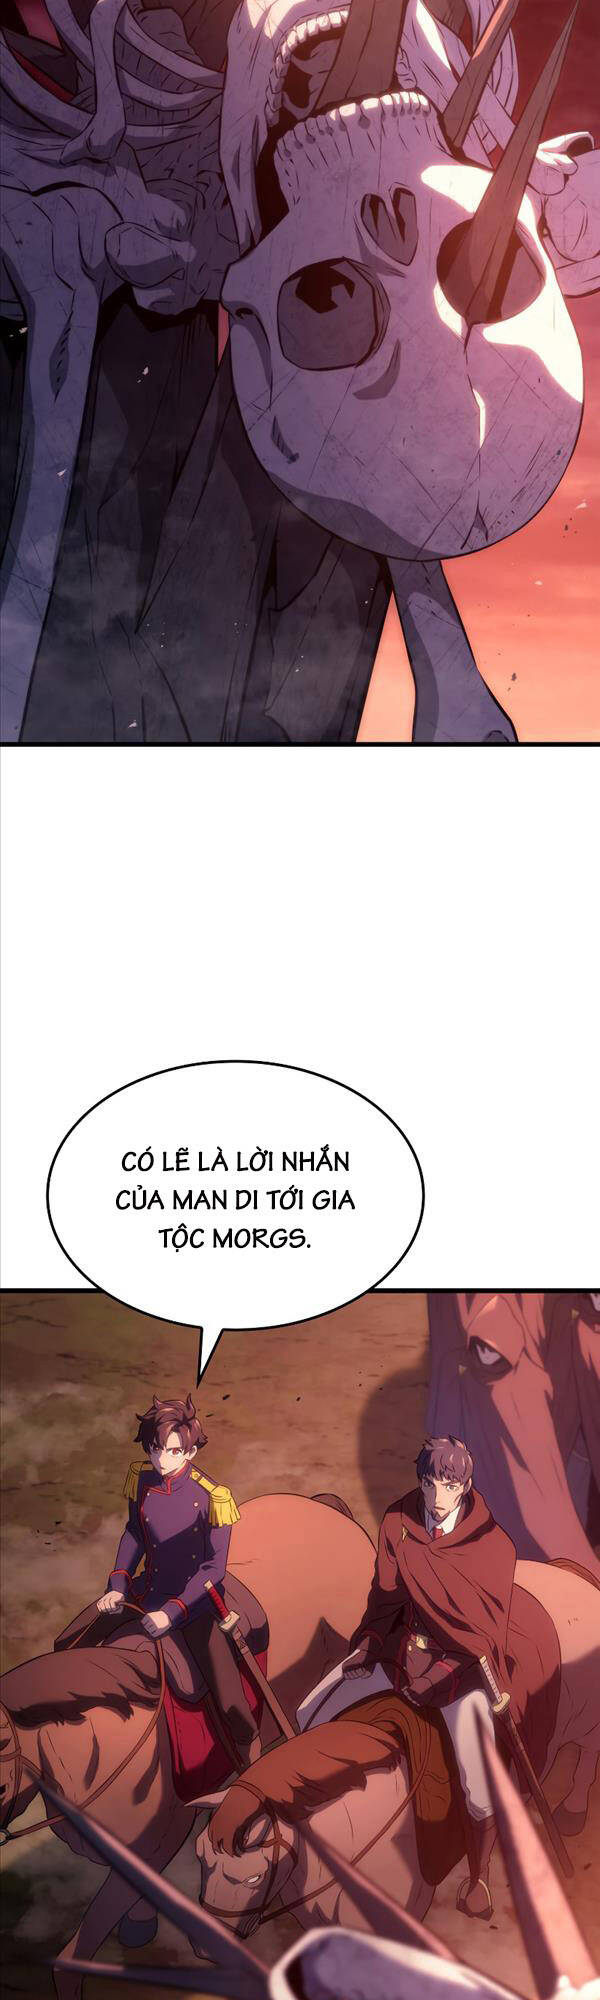 CÓ LẼ LÀ LỜI NHẮN
CỦA MAN DI TỚI GIA
TỘC MORGS.